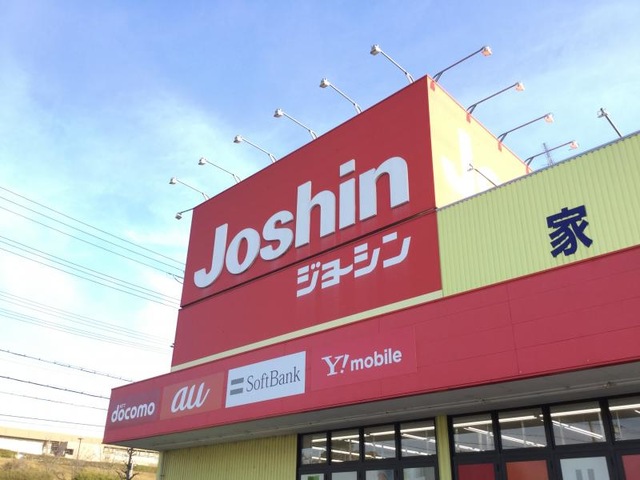 Joshin
ジョーシン
家
docomo
au
SoftBank
Y!mobile